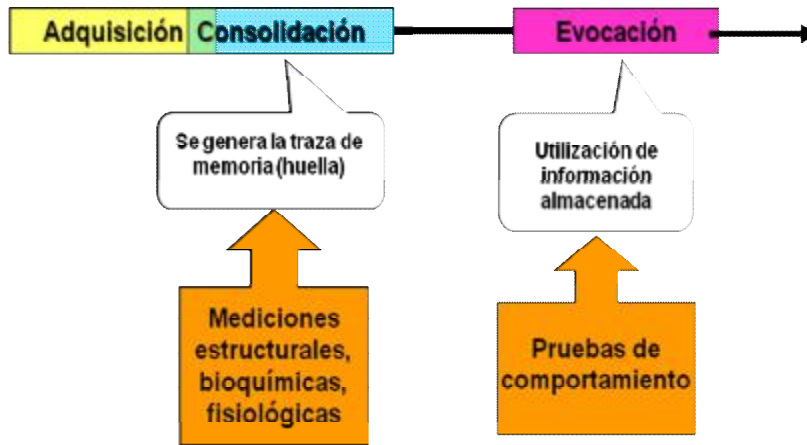 Adquisición Consolidación
Evocación
Se genera la traza de
memoria (huella)
Utilización de
información
almacenada
Mediciones
estructurales,
bioquímicas,
fisiológicas
Pruebas de
comportamiento